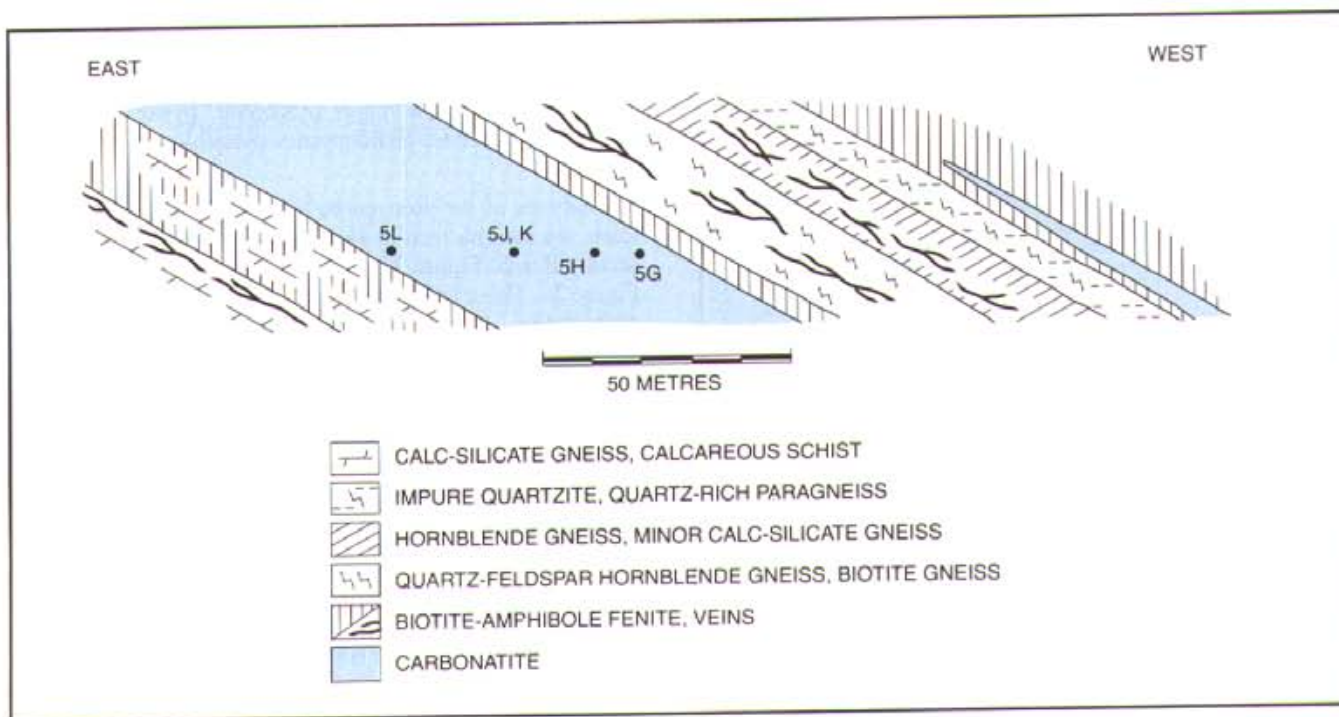 EAST
WEST
5L
5J, K
5H
5G
50 METRES
CALC-SILICATE GNEISS, CALCAREOUS SCHIST
IMPURE QUARTZITE, QUARTZ-RICH PARAGNEISS
HORNBLENDE GNEISS, MINOR CALC-SILICATE GNEISS
QUARTZ-FELDSPAR HORNBLENDE GNEISS, BIOTITE GNEISS
BIOTITE-AMPHIBOLE FENITE, VEINS
CARBONATITE